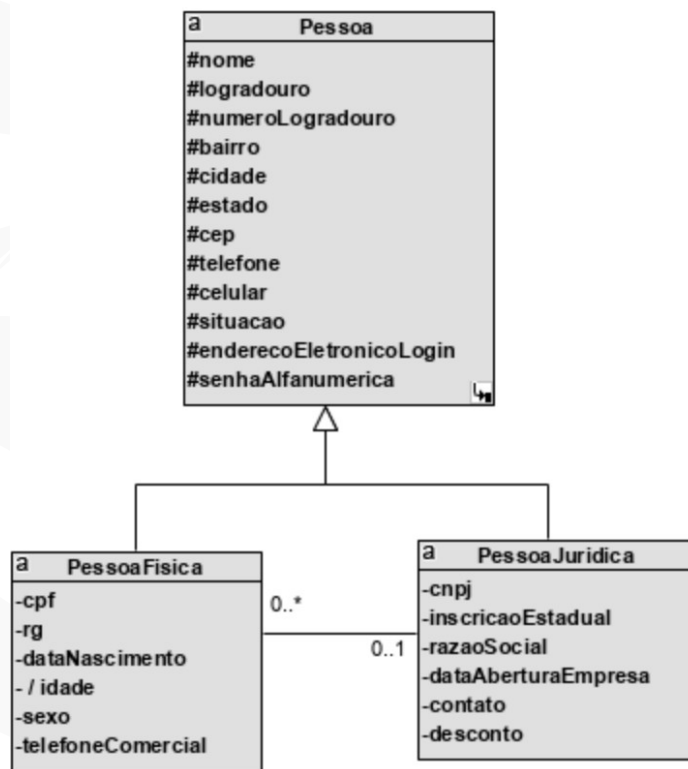 a
Pessoa
#nome
#logradouro
#numeroLogradouro
#bairro
#cidade
#estado
#cep
#telefone
#celular
#situacao
#enderecoEletronicoLogin
#senhaAlfanumerica
a
PessoaFisica
-cpf
-rg
-dataNascimento
- / idade
-sexo
-telefoneComercial
0..*
0..1
a
PessoaJuridica
-cnpj
-inscricaoEstadual
-razaoSocial
-dataAberturaEmpresa
-contato
-desconto